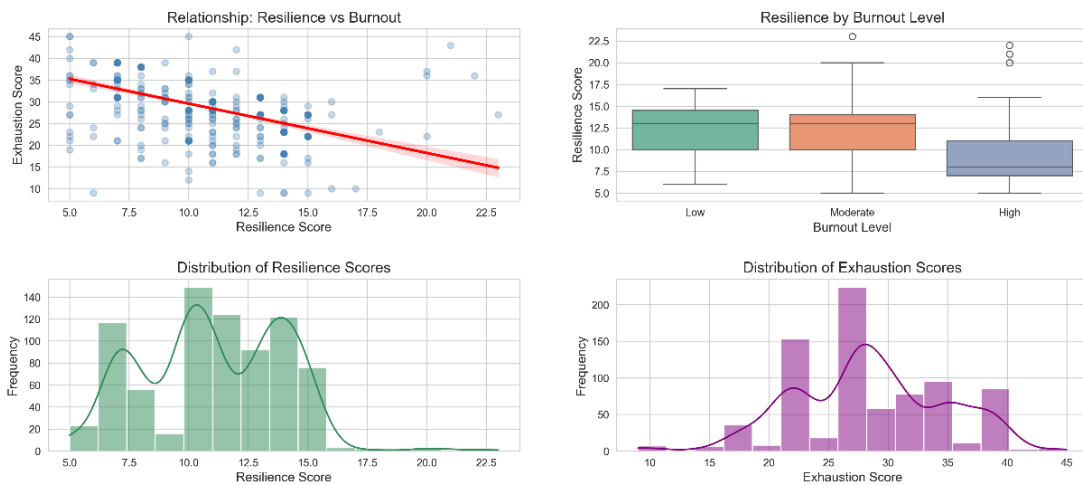 Relationship: Resilience vs Burnout
Exhaustion Score
45
40
35
30
25
20
15
10
5.0 7.5 10.0 12.5 15.0 17.5 20.0 22.5
Resilience Score
Resilience by Burnout Level
Resilience Score
22.5
20.0
17.5
15.0
12.5
10.0
7.5
5.0
Low Moderate High
Burnout Level
Distribution of Resilience Scores
Frequency
140
120
100
80
60
40
20
0
5.0 7.5 10.0 12.5 15.0 17.5 20.0 22.5
Resilience Score
Distribution of Exhaustion Scores
Frequency
200
150
100
50
0
10 15 20 25 30 35 40 45
Exhaustion Score